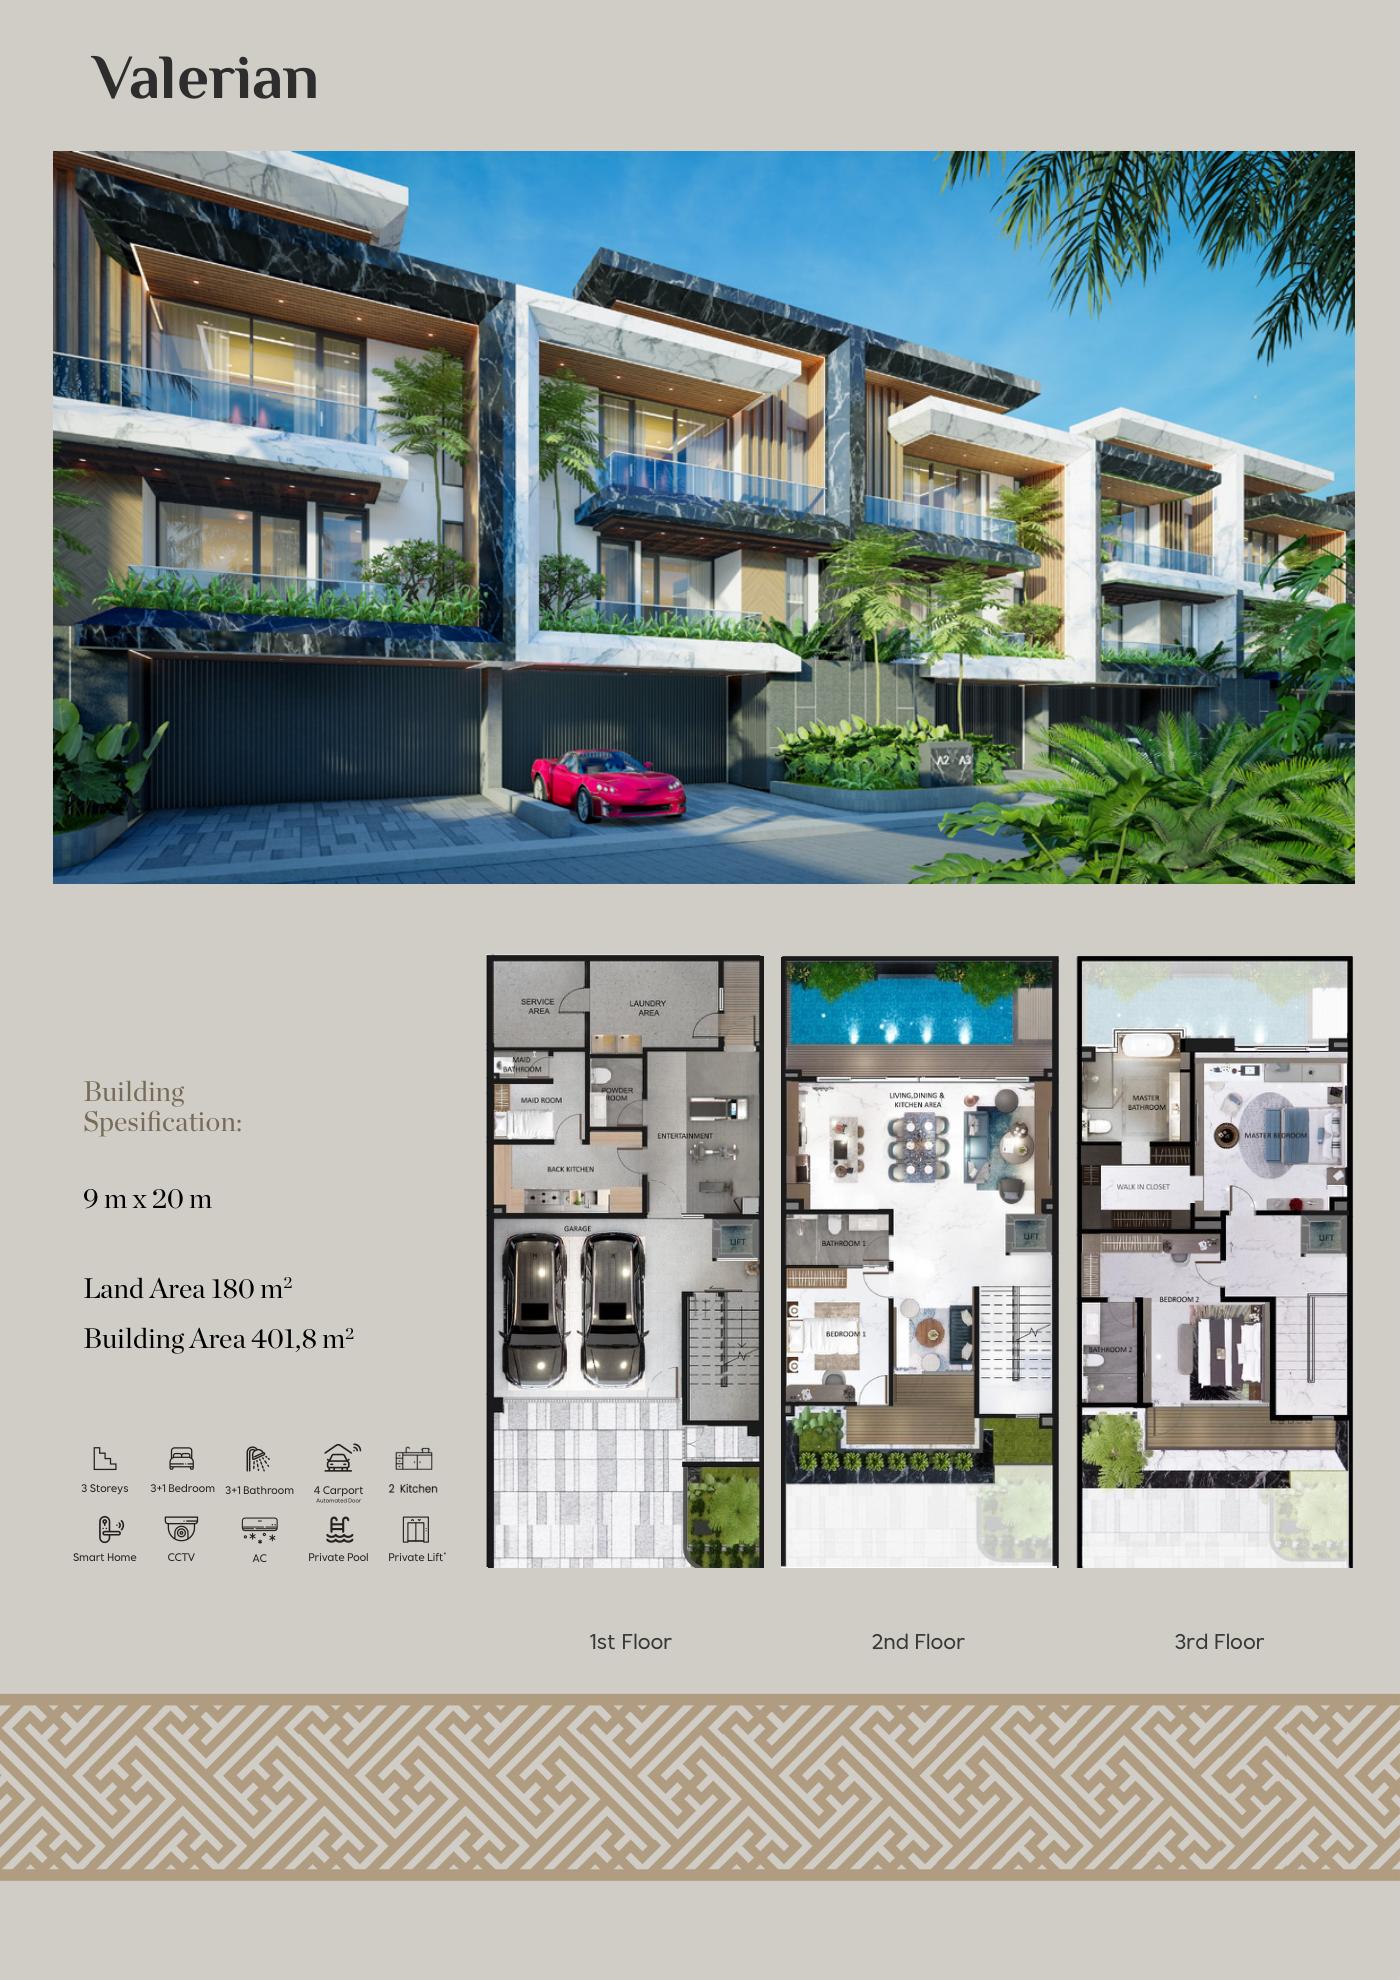 Valerian
A2 A3
Building
Spesification:
9 m x 20 m
Land Area 180 m²
Building Area 401,8 m²
3 Storeys
3+1 Bedroom
3+1 Bathroom
4 Carport
Automated Door
2 Kitchen
Smart Home
CCTV
AC
Private Pool
Private Lift*
SERVICE
AREA
LAUNDRY
AREA
MAID
BATHROOM
POWDER
ROOM
MAID ROOM
ENTERTAINMENT
BACK KITCHEN
GARAGE
LIFT
1st Floor
LIVING,DINING &
KITCHEN AREA
BATHROOM 1
LIFT
BEDROOM 1
2nd Floor
MASTER
BATHROOM
MASTER BEDROOM
WALK IN CLOSET
LIFT
BEDROOM 2
BATHROOM 2
3rd Floor